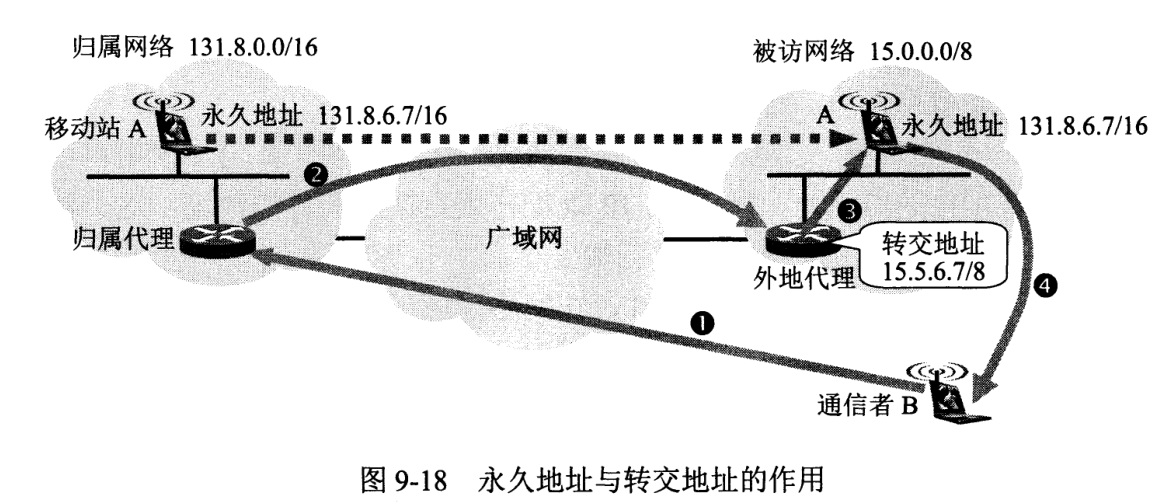 归属网络 131.8.0.0/16
被访网络 15.0.0.0/8
移动站 A
永久地址 131.8.6.7/16
A
永久地址 131.8.6.7/16
❷
❸
归属代理
广域网
转交地址
15.5.6.7/8
外地代理
❹
❶
通信者 B
图 9-18 永久地址与转交地址的作用